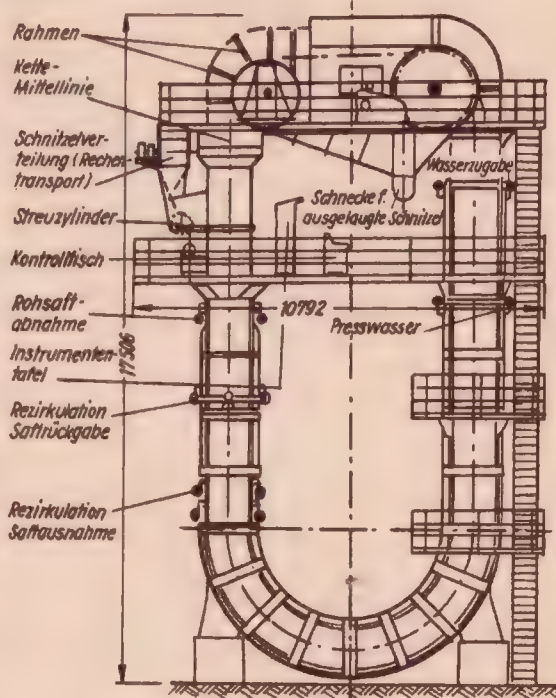 Rahmen
Kette-
Mittellinie
Schnitzelver-
teilung (Rechen-
transport)
Streuzylinder
Kontrolltisch
Rohsaft-
abnahme
Instrumenten-
tafel
Rezirkulation
Saftrückgabe
Rezirkulation
Saftausnahme
Wasserzugabe
Schnecke f.
ausgelaugte Schnitzel
10792
Presswasser
17506